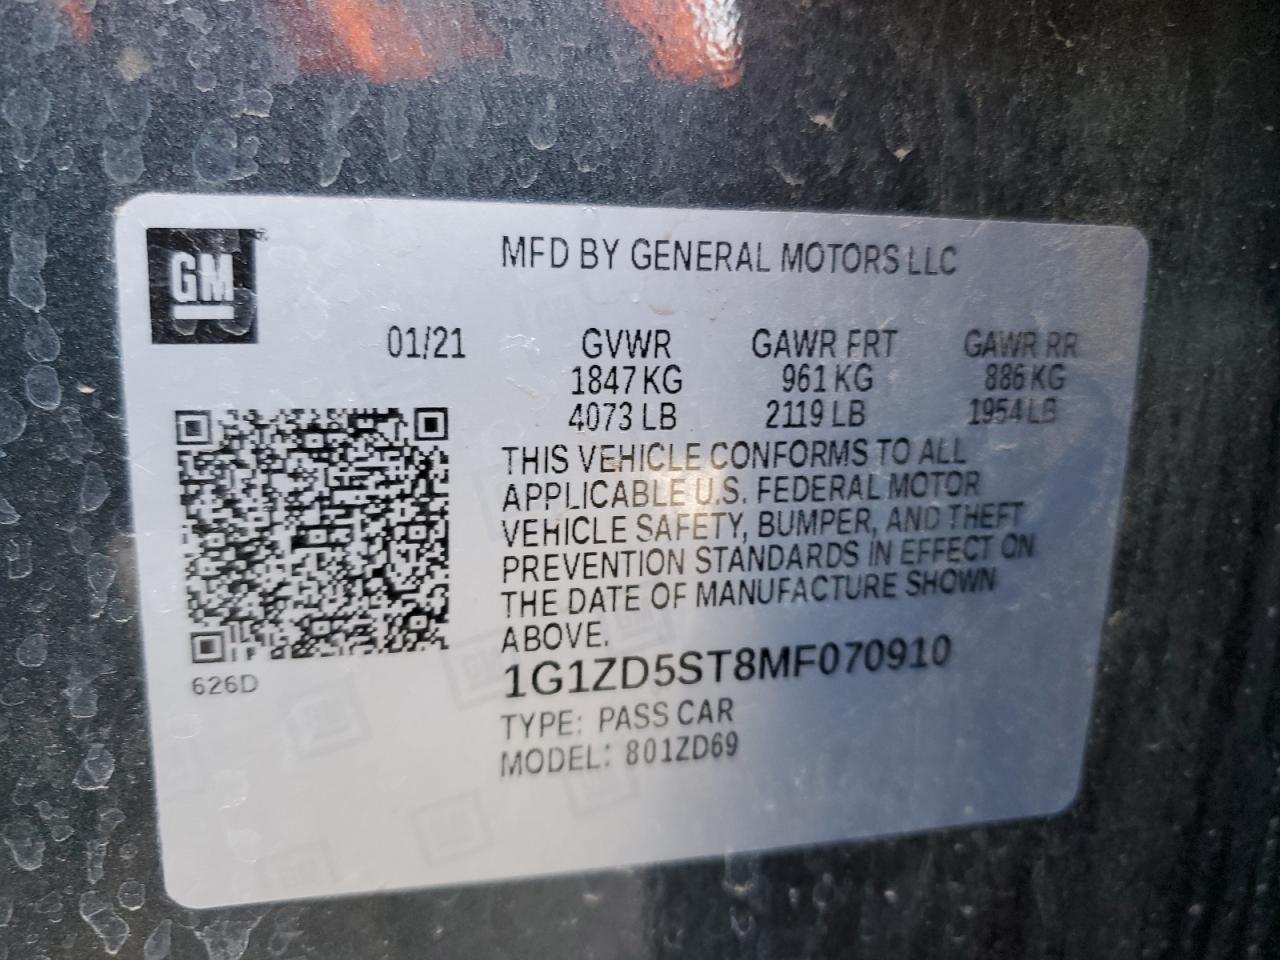 GM
MFD BY GENERAL MOTORS LLC
01/21 GVWR GAWR FRT GAWR RR
1847 KG 961 KG 886 KG
4073 LB 2119 LB 1954 LB
THIS VEHICLE CONFORMS TO ALL
APPLICABLE U.S. FEDERAL MOTOR
VEHICLE SAFETY, BUMPER, AND THEFT
PREVENTION STANDARDS IN EFFECT ON
THE DATE OF MANUFACTURE SHOWN
ABOVE.
626D
1G1ZD5ST8MF070910
TYPE: PASS CAR
MODEL: 801ZD69